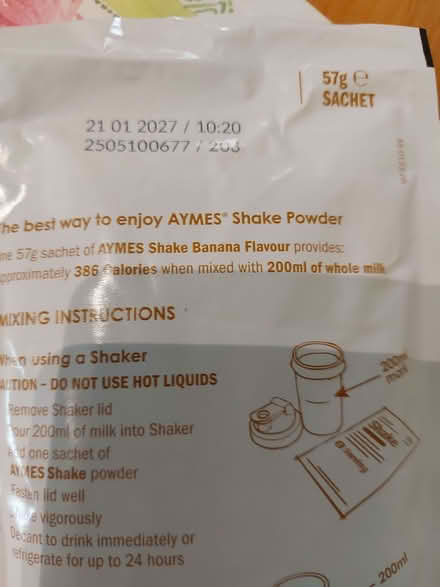 57g e
SACHET
21 01 2027 / 10:20
2505100677 / 203
The best way to enjoy AYMES® Shake Powder
One 57g sachet of AYMES Shake Banana Flavour provides:
approximately 386 Calories when mixed with 200ml of whole milk
MIXING INSTRUCTIONS
When using a Shaker
CAUTION – DO NOT USE HOT LIQUIDS
Remove Shaker lid
Pour 200ml of milk into Shaker
Add one sachet of
AYMES Shake powder
Fasten lid well
vigorously
Decant to drink immediately or
refrigerate for up to 24 hours
200ml
mark
Shake
200ml